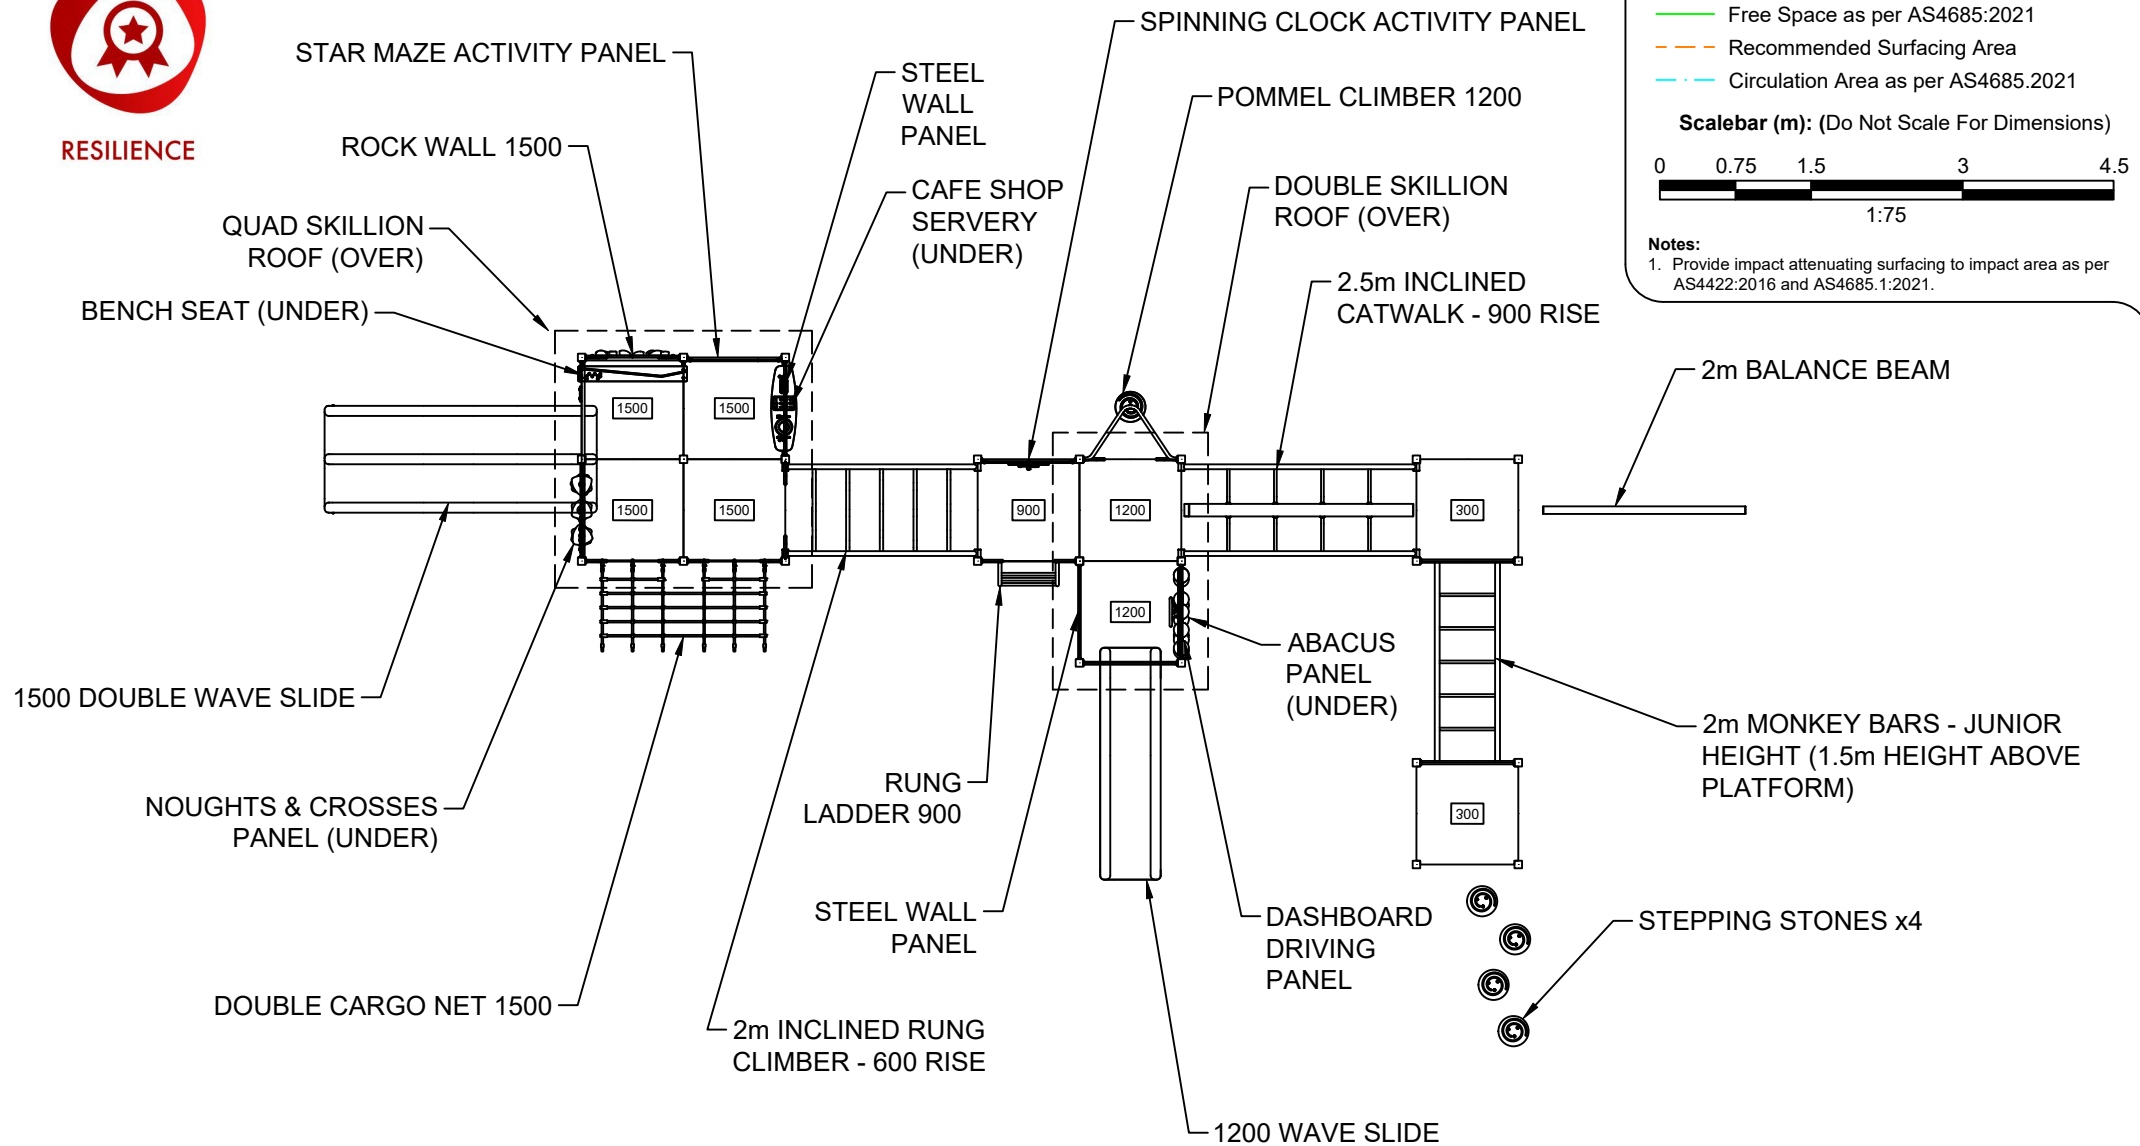 RESILIENCE
STAR MAZE ACTIVITY PANEL
ROCK WALL 1500
QUAD SKILLION
ROOF (OVER)
BENCH SEAT (UNDER)
STEEL
WALL
PANEL
CAFE SHOP
SERVERY
(UNDER)
SPINNING CLOCK ACTIVITY PANEL
POMMEL CLIMBER 1200
DOUBLE SKILLION
ROOF (OVER)
2.5m INCLINED
CATWALK - 900 RISE
Free Space as per AS4685:2021
Recommended Surfacing Area
Circulation Area as per AS4685.2021
Scalebar (m): (Do Not Scale For Dimensions)
0 0.75 1.5 3 4.5
1:75
Notes:
1. Provide impact attenuating surfacing to impact area as per
AS4422:2016 and AS4685.1:2021.
2m BALANCE BEAM
1500 1500
1500 1500 900 1200 300
1200
300
1500 DOUBLE WAVE SLIDE
NOUGHTS & CROSSES
PANEL (UNDER)
DOUBLE CARGO NET 1500
2m INCLINED RUNG
CLIMBER - 600 RISE
RUNG
LADDER 900
STEEL WALL
PANEL
ABACUS
PANEL
(UNDER)
DASHBOARD
DRIVING
PANEL
1200 WAVE SLIDE
2m MONKEY BARS - JUNIOR
HEIGHT (1.5m HEIGHT ABOVE
PLATFORM)
STEPPING STONES x4